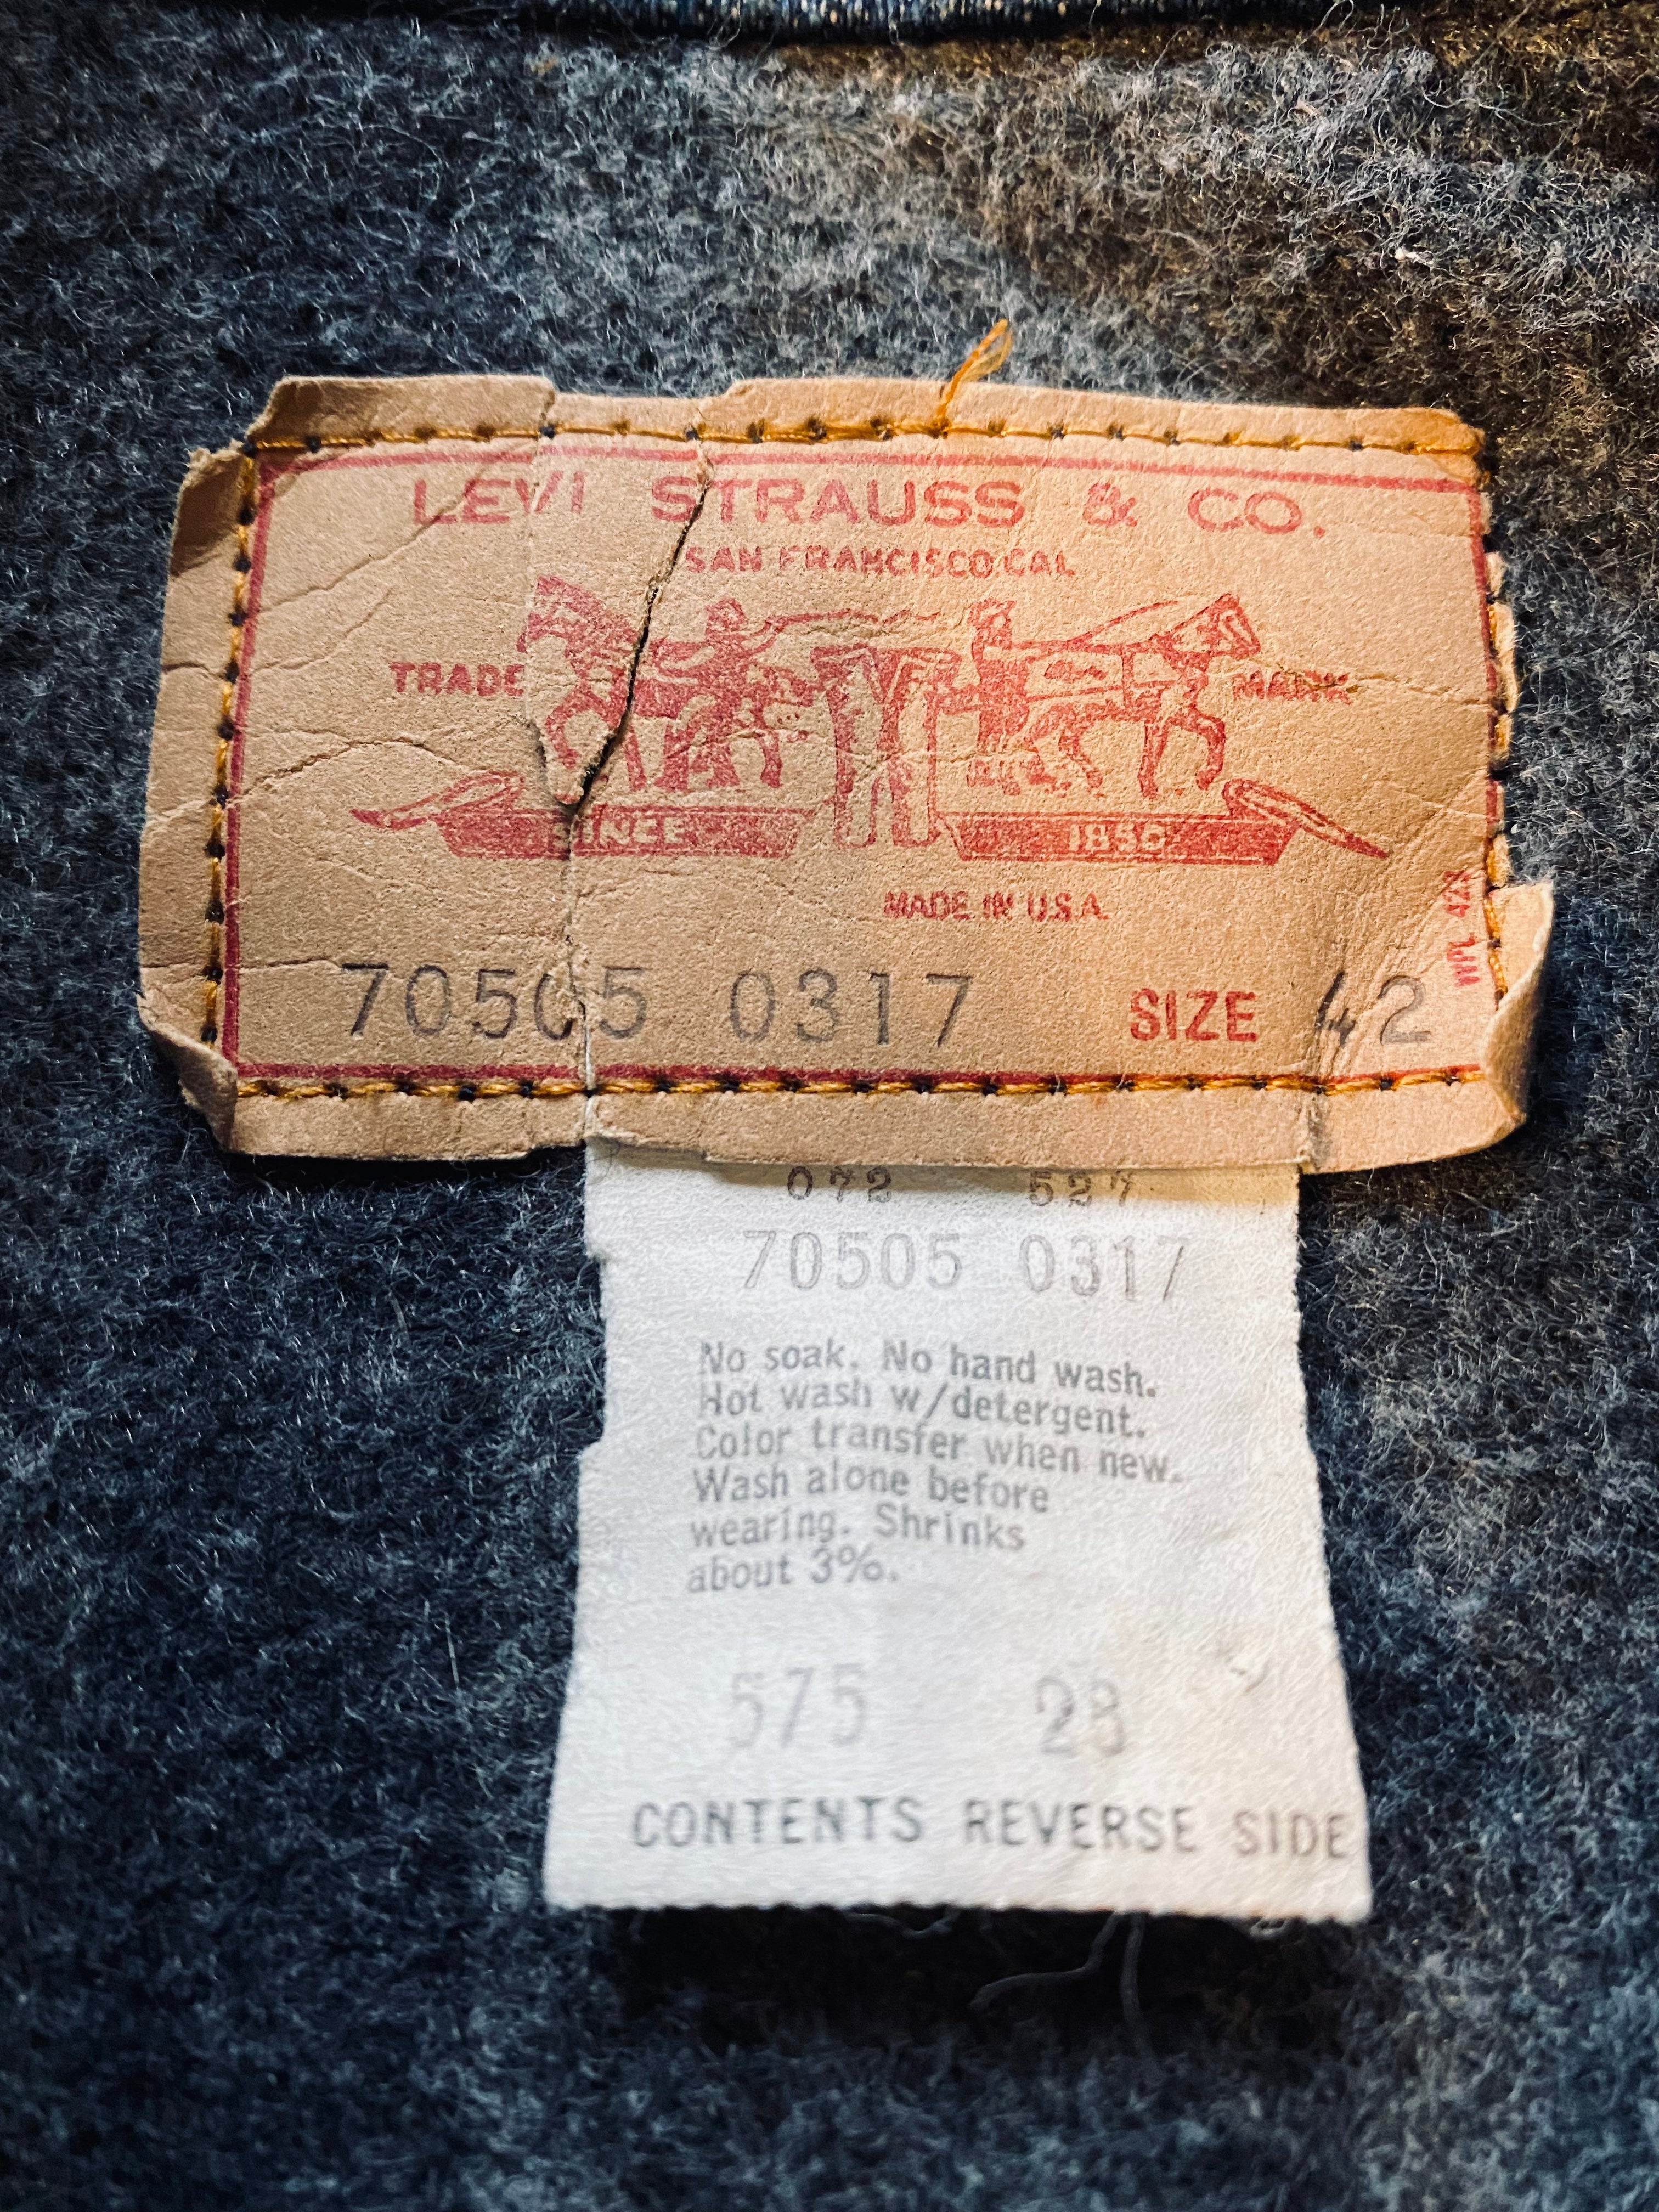 LEVI STRAUSS & CO.
SAN FRANCISCO CAL
TRADE MARK
SINCE 1850
MADE IN U.S.A.
WPL 423
70505 0317 SIZE 42
072 527
70505 0317
No soak. No hand wash.
Hot wash w/detergent.
Color transfer when new.
Wash alone before
wearing. Shrinks
about 3%.
575 28
CONTENTS REVERSE SIDE